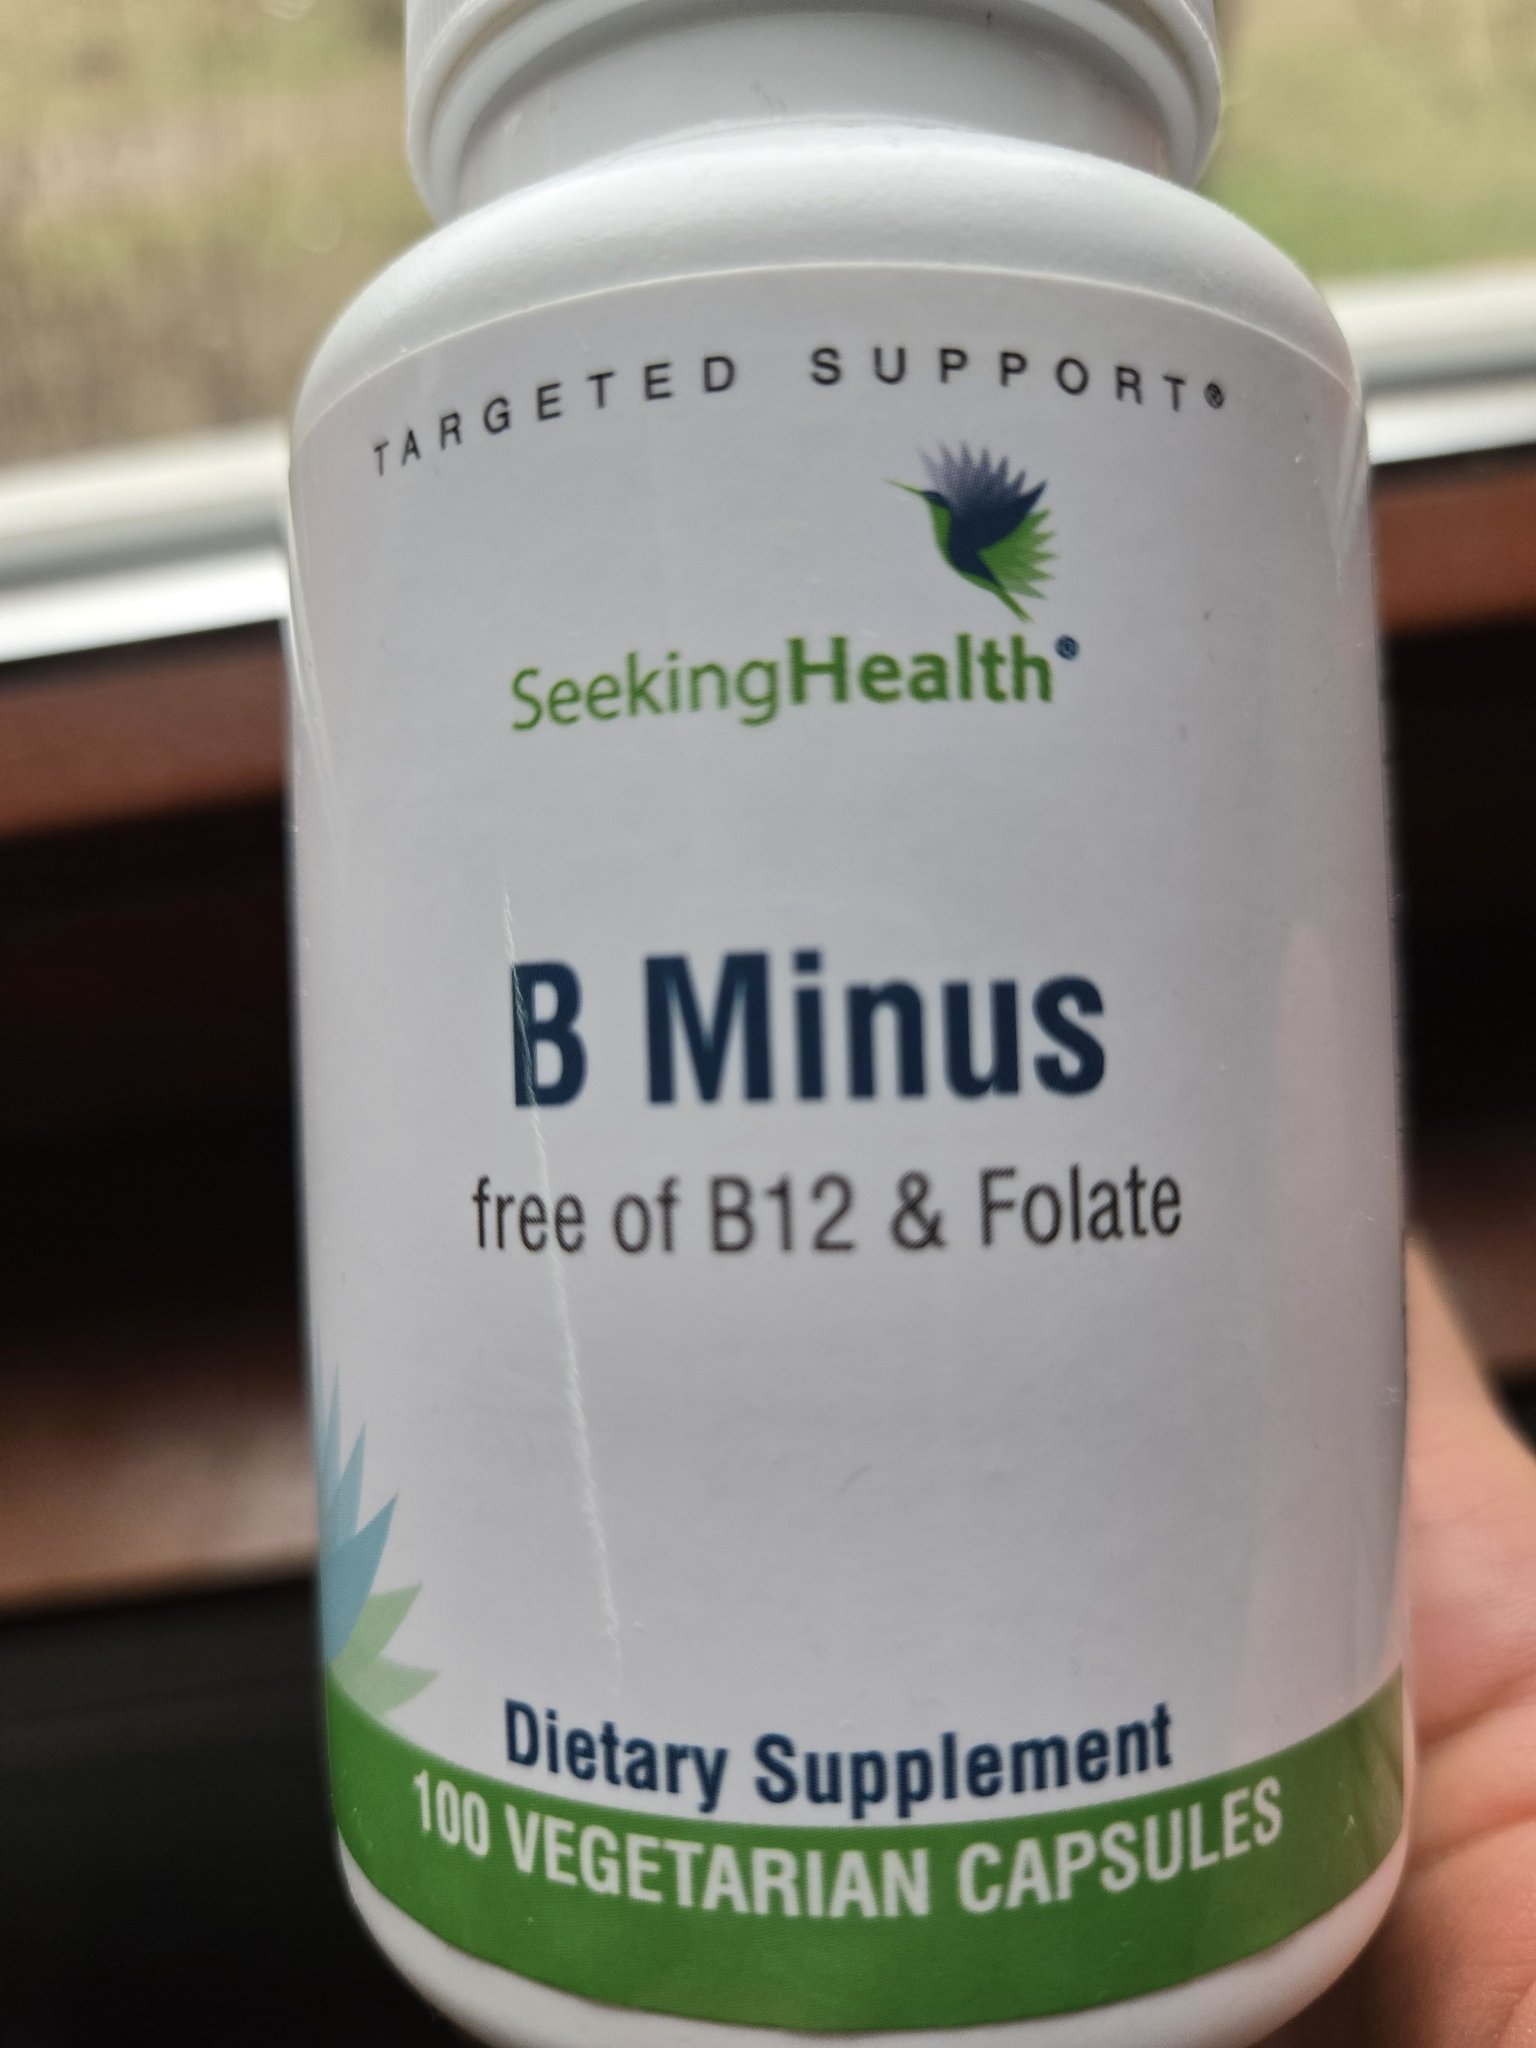 TARGETED SUPPORT®
SeekingHealth®
B Minus
free of B12 & Folate
Dietary Supplement
100 VEGETARIAN CAPSULES